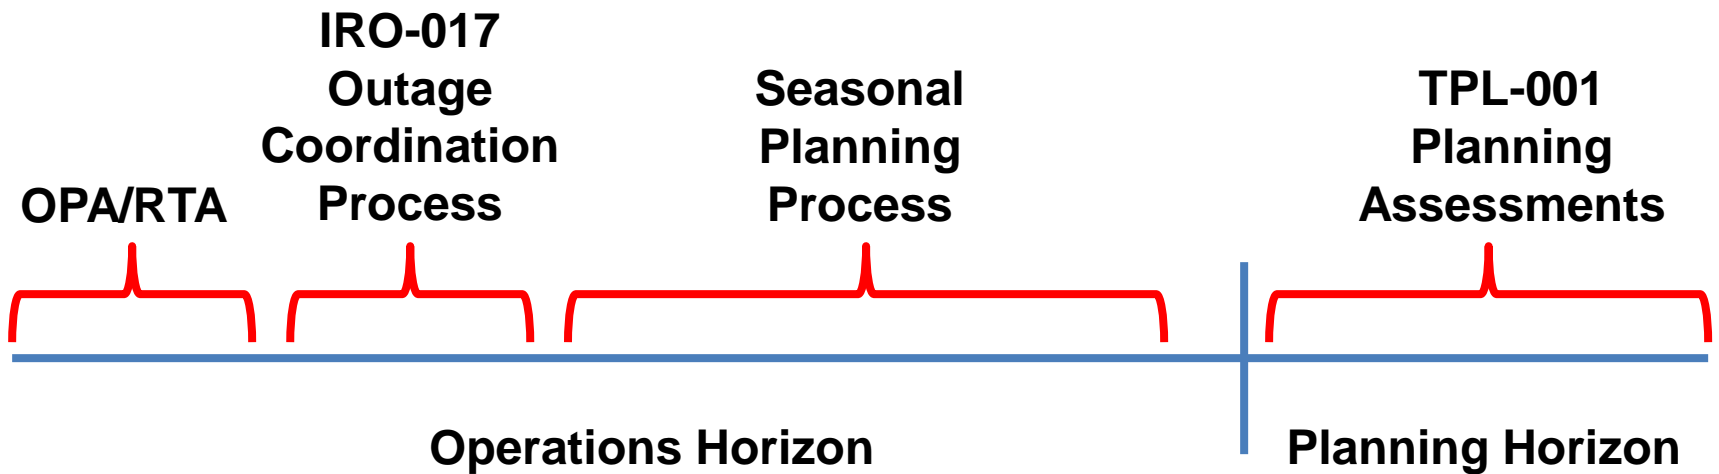 OPA/RTA
IRO-017
Outage
Coordination
Process
Seasonal
Planning
Process
TPL-001
Planning
Assessments
Operations Horizon
Planning Horizon